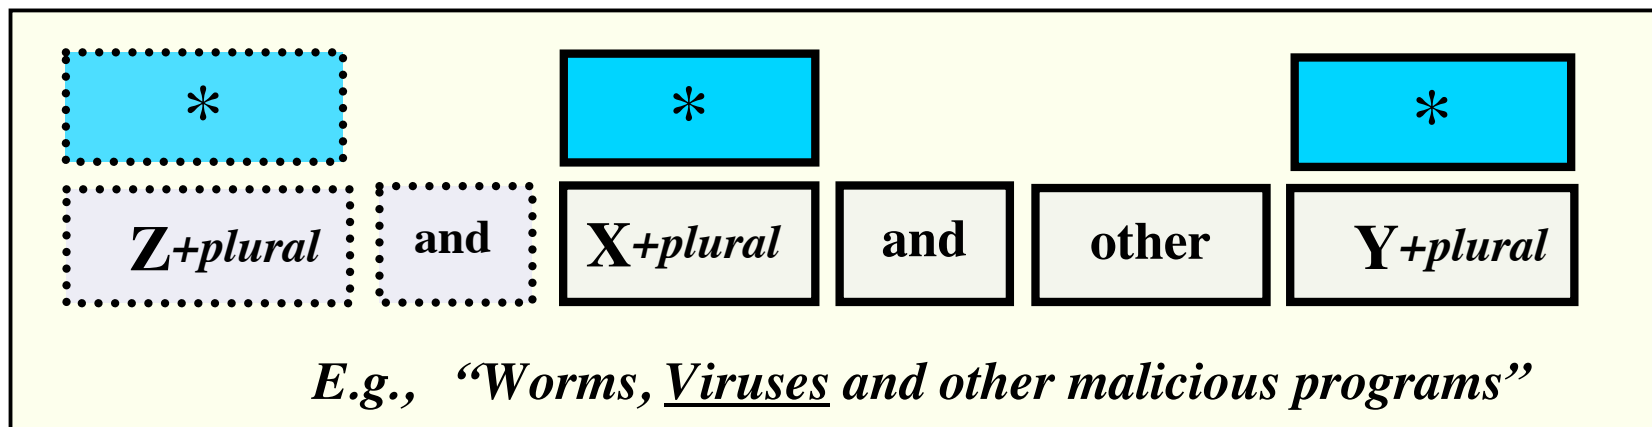 * * *
Z+plural and X+plural and other Y+plural
E.g., “Worms, Viruses and other malicious programs”